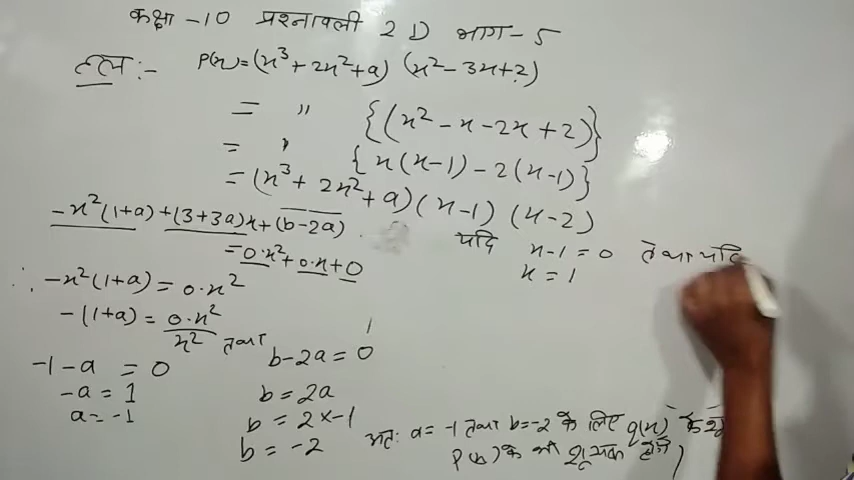 कक्षा -10 प्रश्नावली 2 D भाग - 5
हल :- P(x) = (x³ + 2x² + a) (x² - 3x + 2)
= " {(x² - x - 2x + 2)}
= " {x(x-1) - 2(x-1)}
= (x³ + 2x² + a) (x-1) (x-2)
-x²(1+a) + (3+3a)x + (b-2a)
= 0·x² + 0·x + 0
यदि x-1 = 0 तथा यदि
x = 1
∴ -x²(1+a) = 0·x²
-(1+a) = 0·x²/x²
-1-a = 0
-a = 1
a = -1
तथा b-2a = 0
b = 2a
b = 2×-1
b = -2
अतः a = -1 तथा b = -2 के लिए q(x) के
P(x) के भी शून्यक होंगे